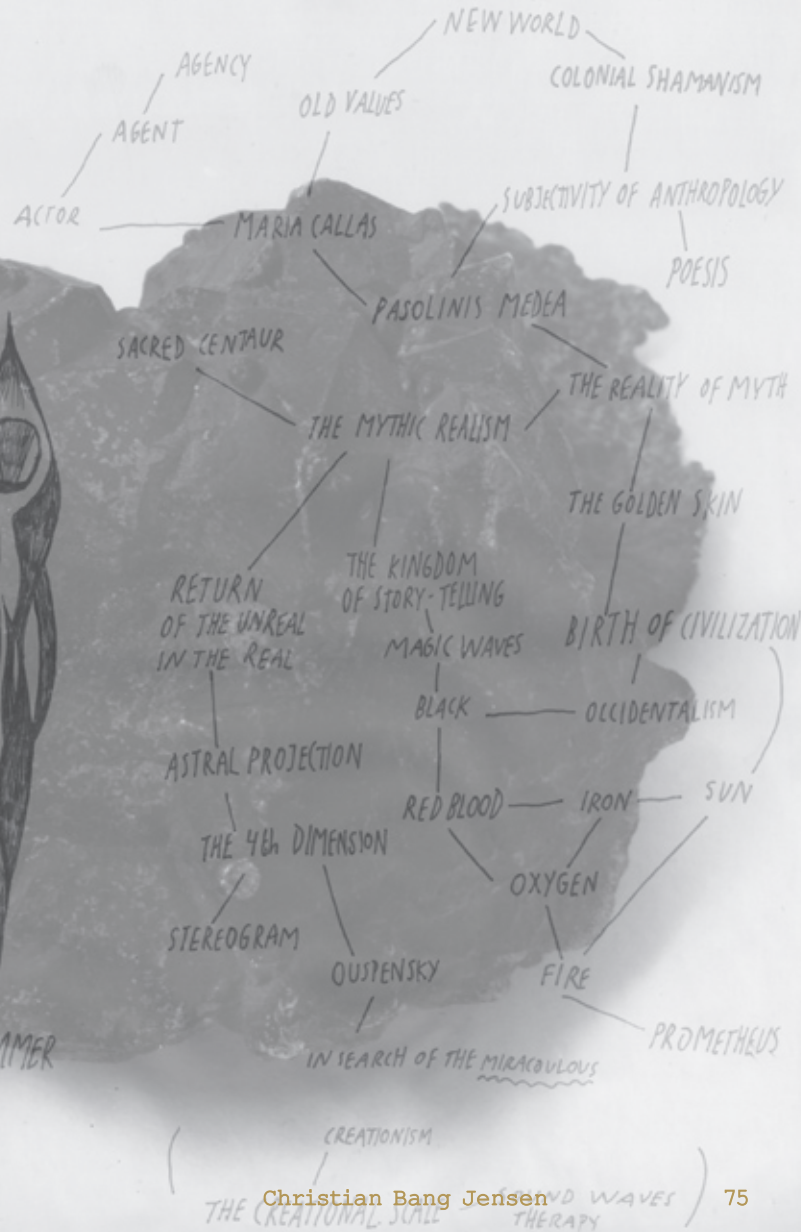 NEW WORLD
AGENCY
COLONIAL SHAMANISM
OLD VALUES
AGENT
SUBJECTIVITY OF ANTHROPOLOGY
ACTOR
MARIA CALLAS
POESIS
PASOLINIS MEDEA
SACRED CENTAUR
THE REALITY OF MYTH
THE MYTHIC REALISM
THE GOLDEN SKIN
THE KINGDOM
OF STORY-TELLING
RETURN
OF THE UNREAL
IN THE REAL
BIRTH OF CIVILIZATION
MAGIC WAVES
BLACK
OCCIDENTALISM
ASTRAL PROJECTION
RED BLOOD
IRON
SUN
THE 4th DIMENSION
OXYGEN
STEREOGRAM
OUSPENSKY
FIRE
PROMETHEUS
MMER
IN SEARCH OF THE MIRACOULOUS
CREATIONISM
THE CREATIONAL SCALE
SOUND WAVES
THERAPY
Christian Bang Jensen 75